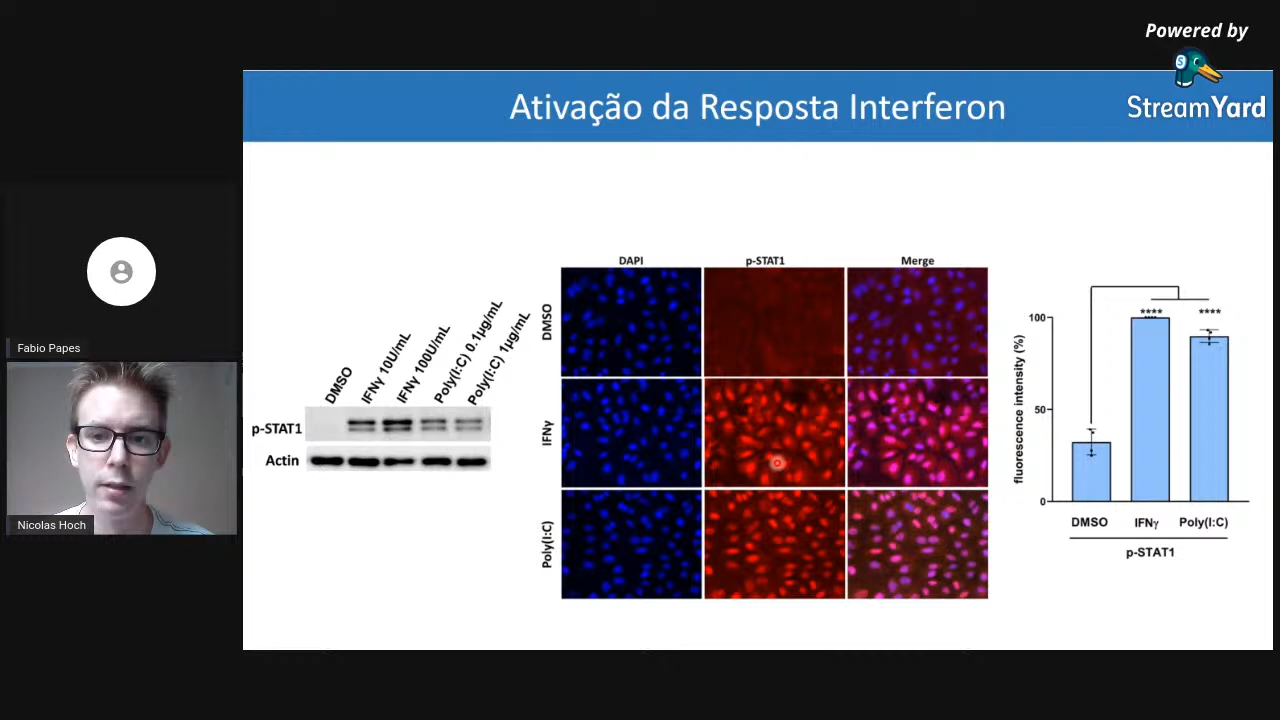 Powered by
StreamYard
Ativação da Resposta Interferon
Fabio Papes
Nicolas Hoch
DMSO
IFNγ 10U/mL
IFNγ 100U/mL
Poly(I:C) 0.1µg/mL
Poly(I:C) 1µg/mL
p-STAT1
Actin
DAPI
p-STAT1
Merge
DMSO
IFNγ
Poly(I:C)
fluorescence intensity (%)
100
50
0
****
****
DMSO
IFNγ
Poly(I:C)
p-STAT1